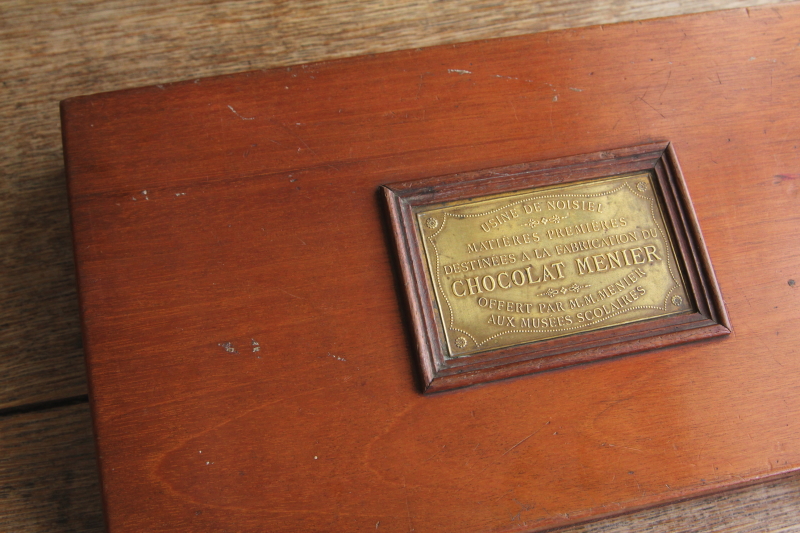 USINE DE NOISIEL
MATIÈRES PREMIÈRES
DESTINÉES A LA FABRICATION DU
CHOCOLAT MENIER
OFFERT PAR M.M. MENIER
AUX MUSÉES SCOLAIRES